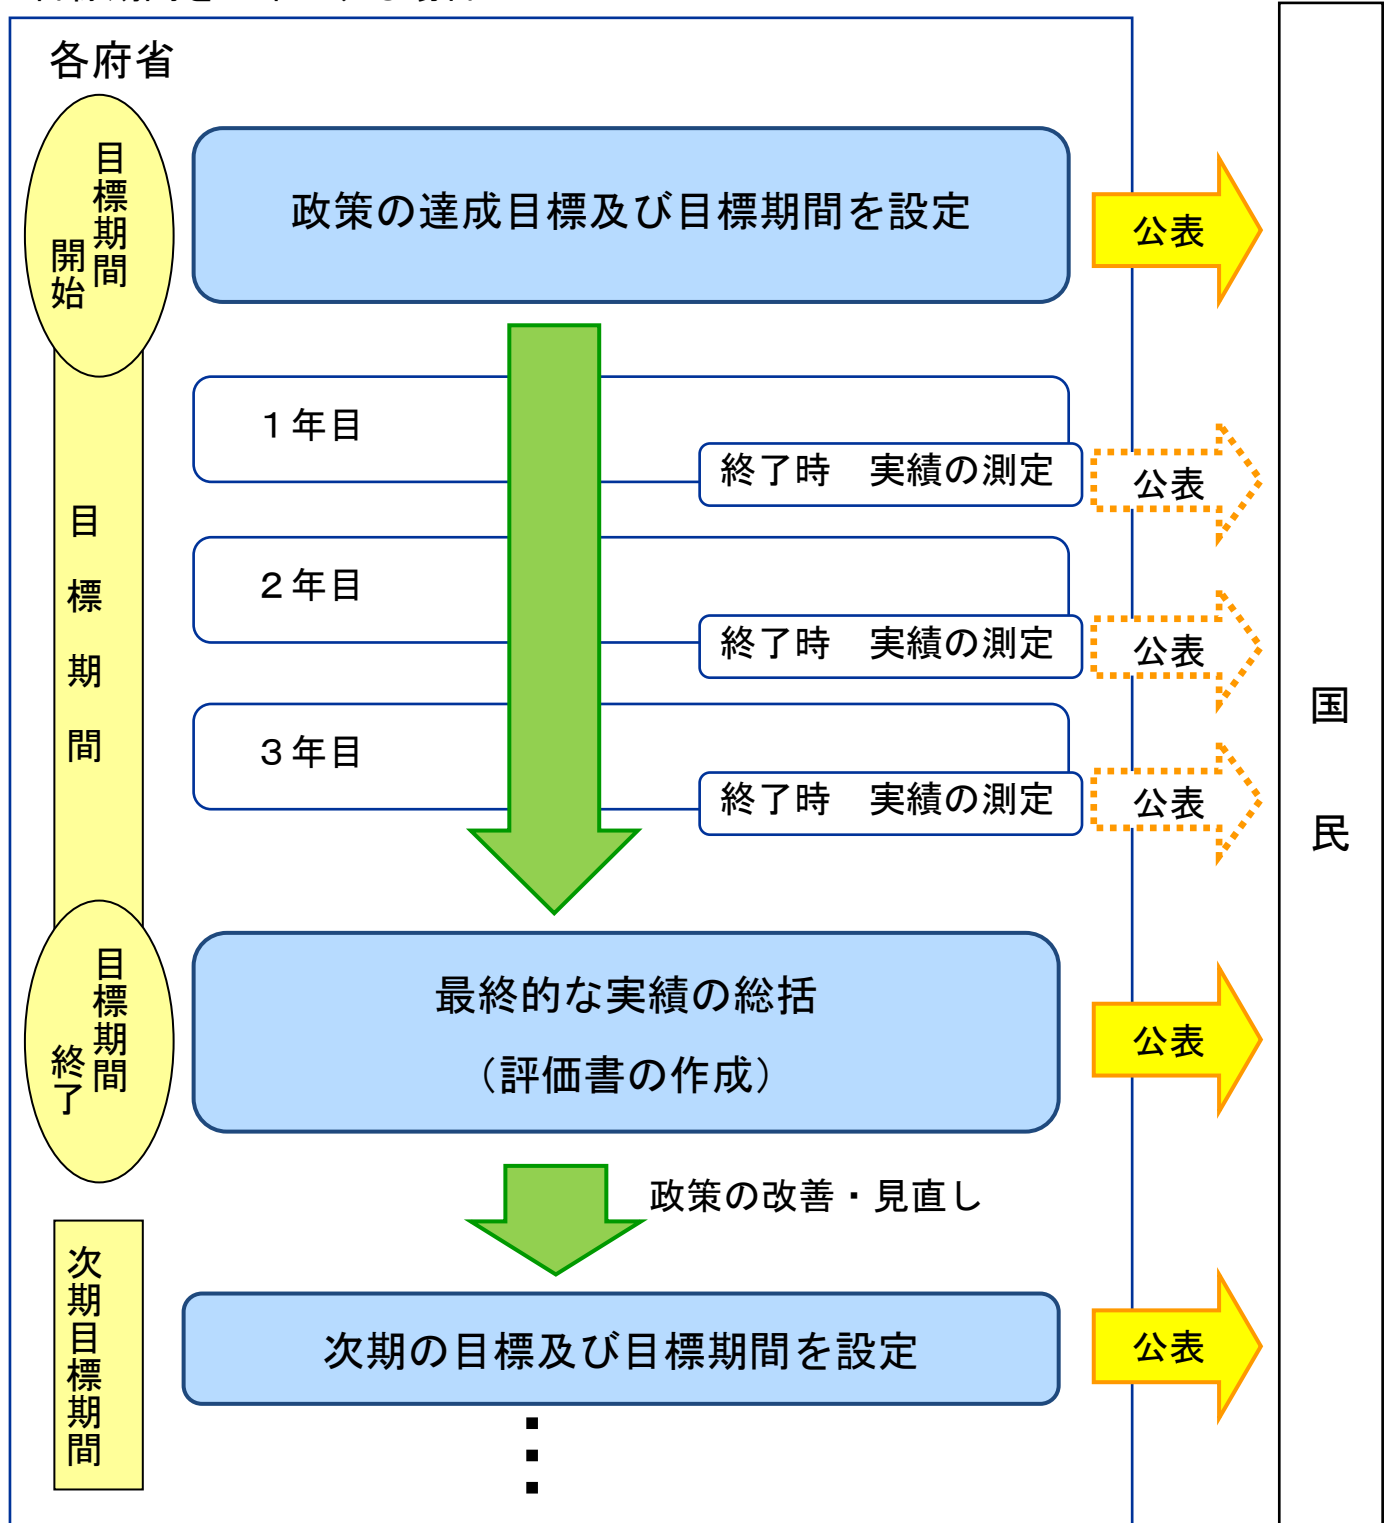 各府省
目標期間
開始
政策の達成目標及び目標期間を設定
公表
目標期間
１年目
終了時　実績の測定
公表
２年目
終了時　実績の測定
公表
３年目
終了時　実績の測定
公表
国民
目標期間
終了
最終的な実績の総括
（評価書の作成）
公表
政策の改善・見直し
次期目標期間
次期の目標及び目標期間を設定
公表